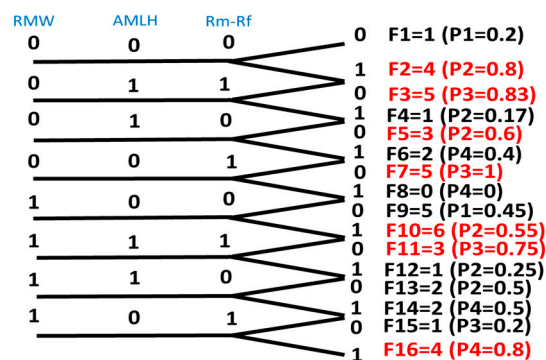 RMW AMLH Rm-Rf
0 0 0
0 F1=1 (P1=0.2)
1 F2=4 (P2=0.8)
0 1 1
0 F3=5 (P3=0.83)
1 F4=1 (P2=0.17)
0 1 0
0 F5=3 (P2=0.6)
1 F6=2 (P4=0.4)
0 0 1
0 F7=5 (P3=1)
1 F8=0 (P4=0)
1 0 0
0 F9=5 (P1=0.45)
1 F10=6 (P2=0.55)
1 1 1
0 F11=3 (P3=0.75)
1 F12=1 (P2=0.25)
1 1 0
0 F13=2 (P2=0.5)
1 F14=2 (P4=0.5)
1 0 1
0 F15=1 (P3=0.2)
1 F16=4 (P4=0.8)